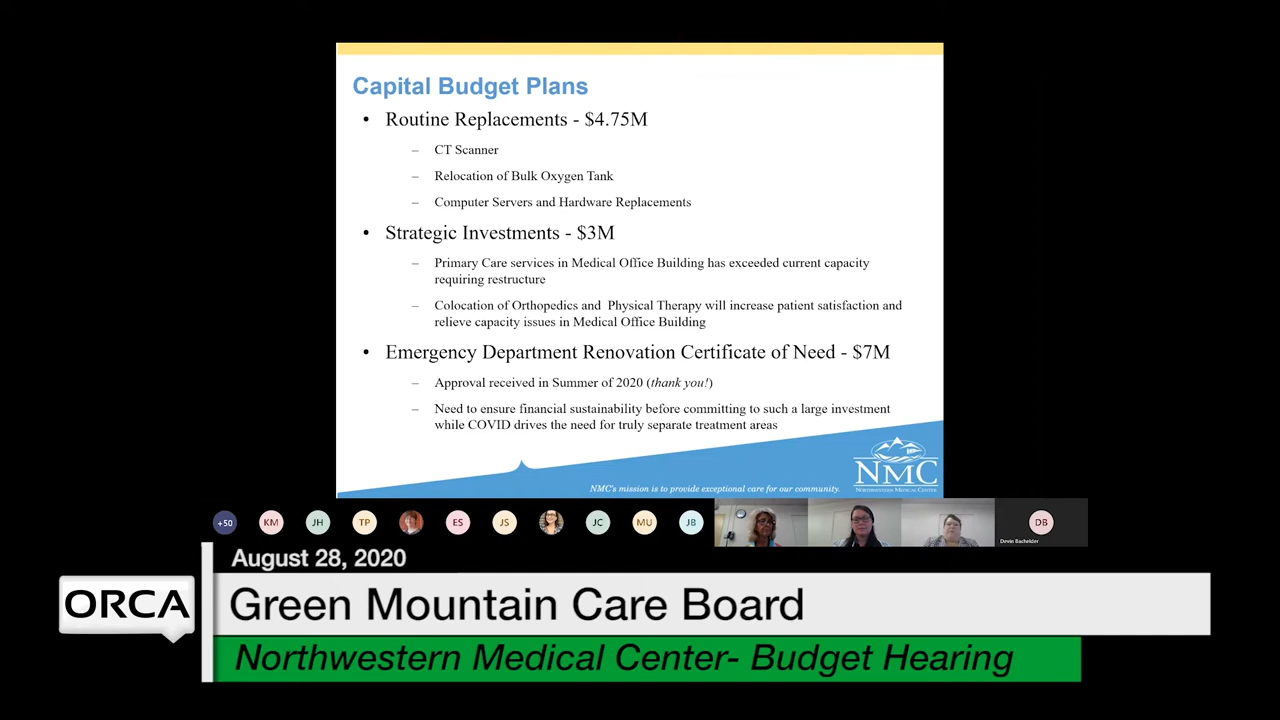 Capital Budget Plans
• Routine Replacements - $4.75M
– CT Scanner
– Relocation of Bulk Oxygen Tank
– Computer Servers and Hardware Replacements
• Strategic Investments - $3M
– Primary Care services in Medical Office Building has exceeded current capacity
requiring restructure
– Colocation of Orthopedics and Physical Therapy will increase patient satisfaction and
relieve capacity issues in Medical Office Building
• Emergency Department Renovation Certificate of Need - $7M
– Approval received in Summer of 2020 (thank you!)
– Need to ensure financial sustainability before committing to such a large investment
while COVID drives the need for truly separate treatment areas
NMC
NORTHWESTERN MEDICAL CENTER
NMC's mission is to provide exceptional care for our community.
+50 KM JH TP ES JS JC MU JB DB
Devin Bachelder
August 28, 2020
ORCA
Green Mountain Care Board
Northwestern Medical Center- Budget Hearing